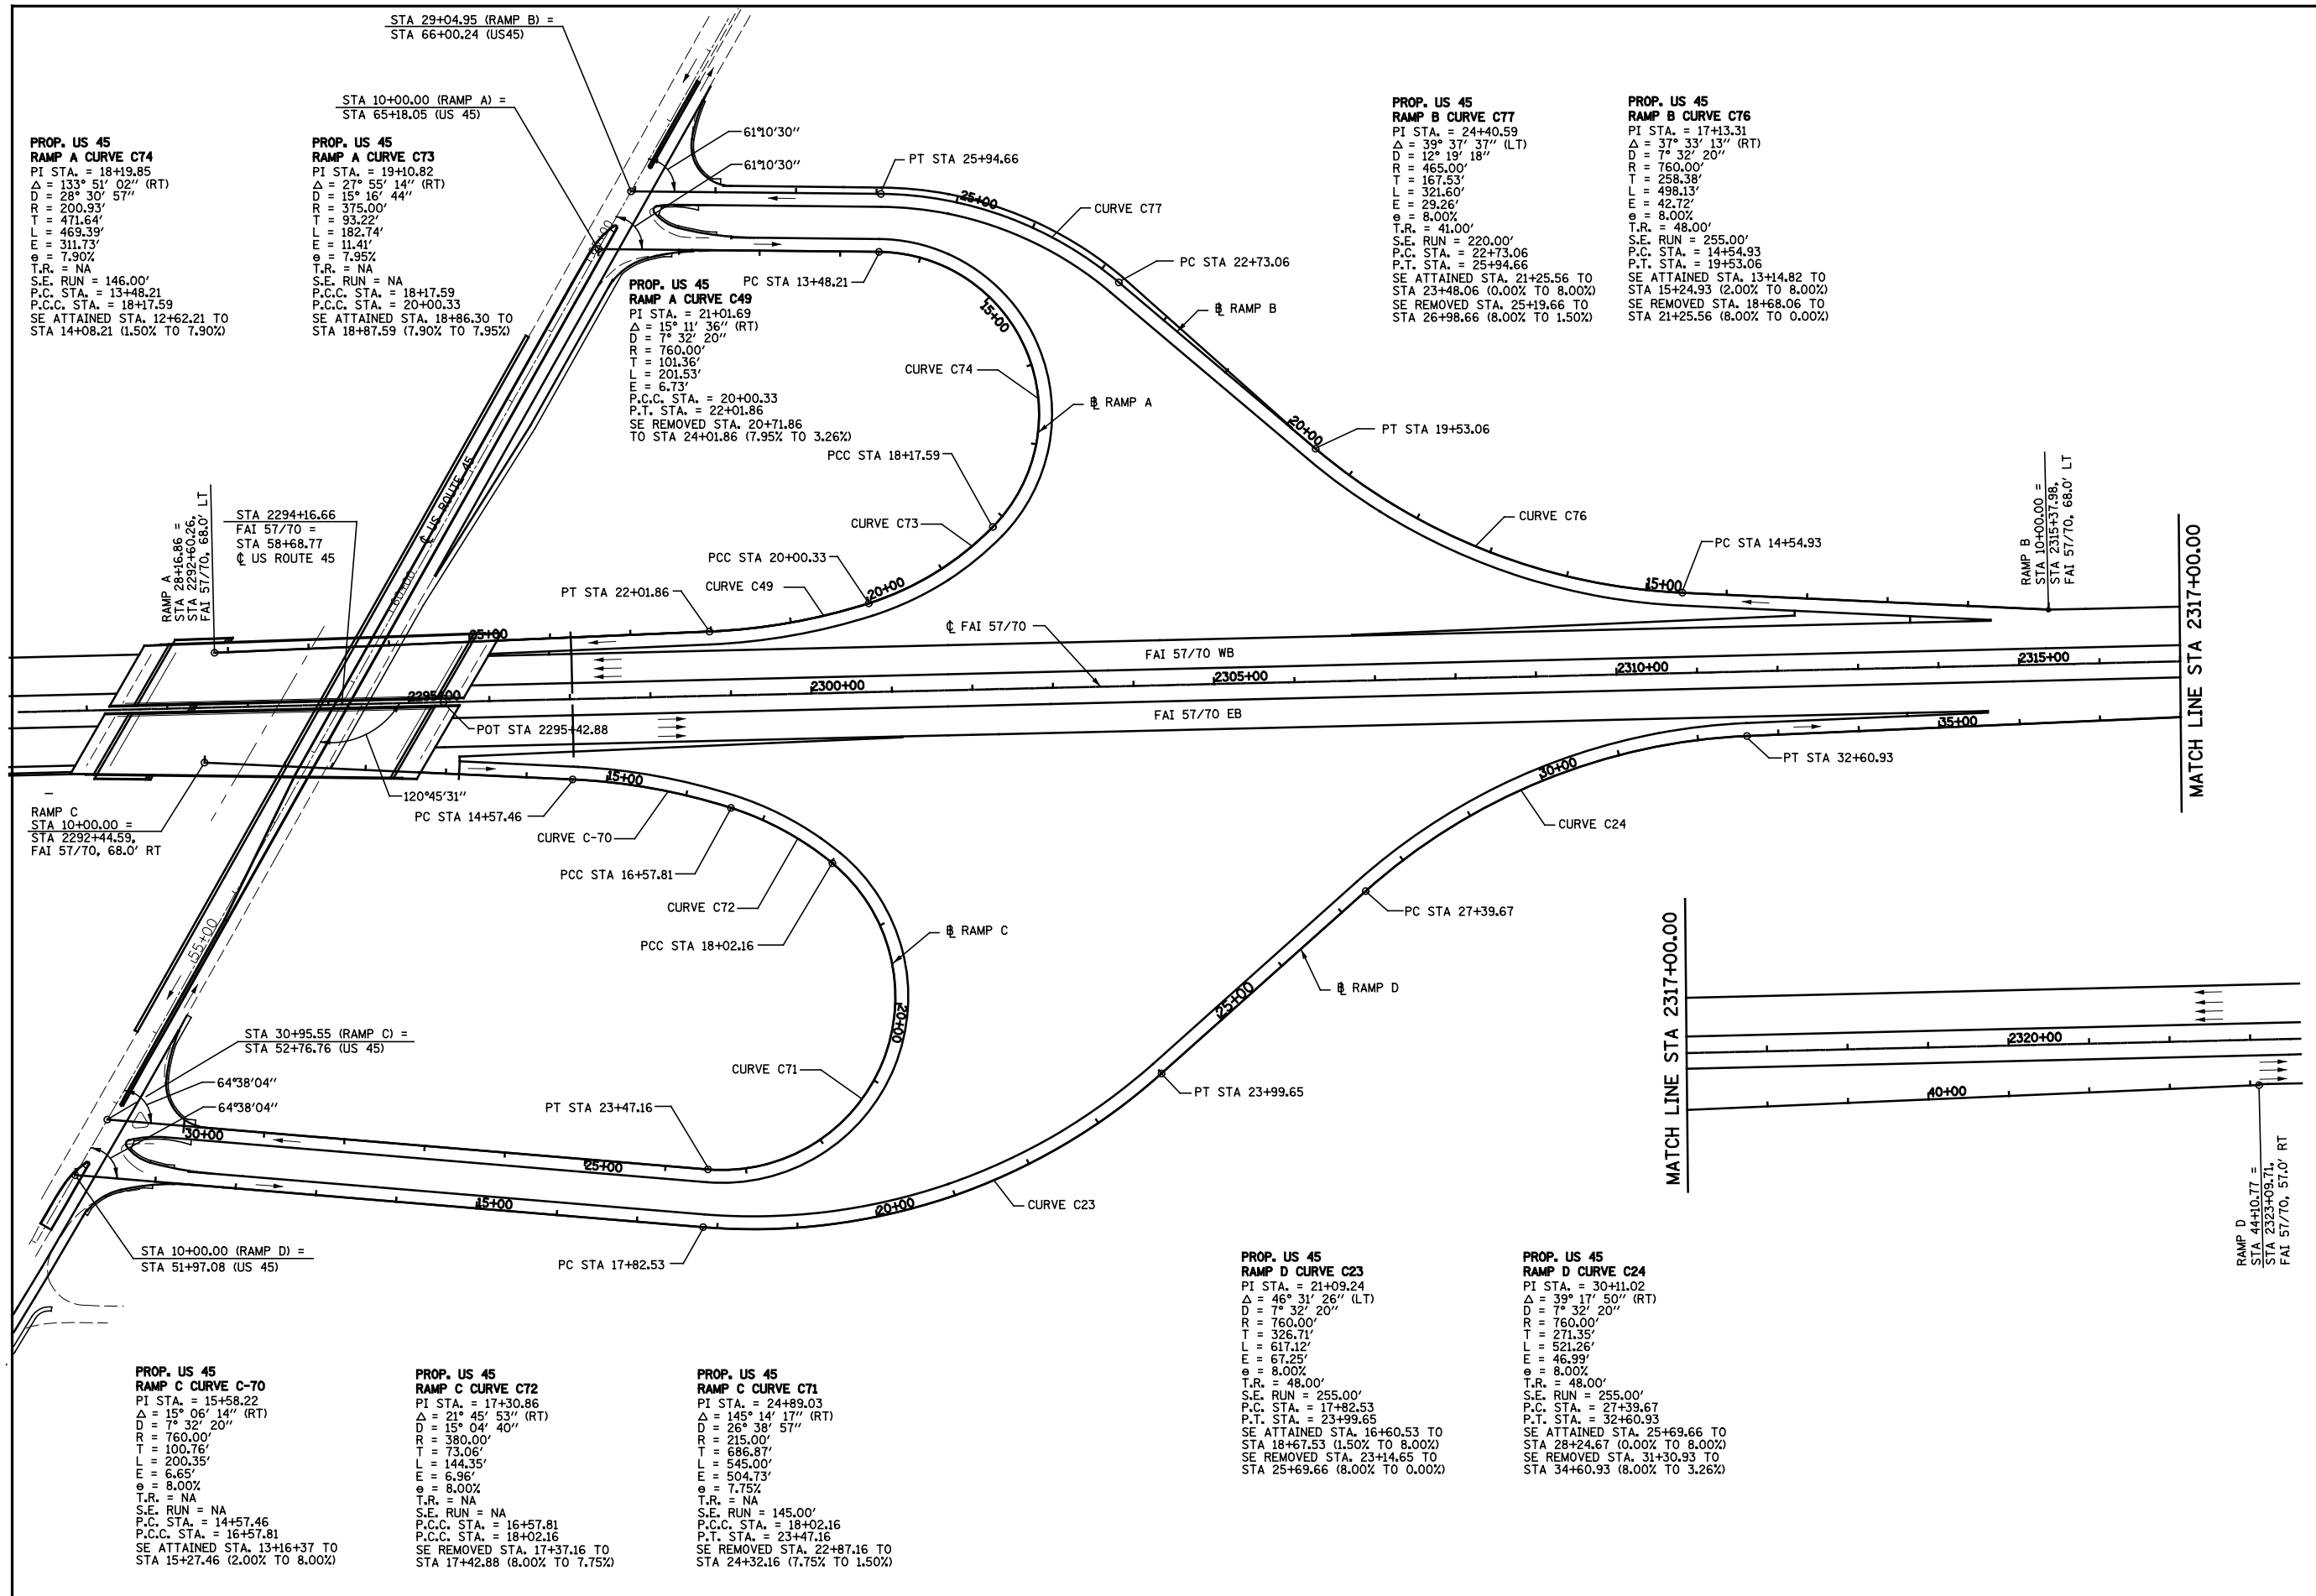 STA 29+04.95 (RAMP B) =
STA 66+00.24 (US45)
STA 10+00.00 (RAMP A) =
STA 65+18.05 (US 45)
61°10'30"
61°10'30"
PROP. US 45
RAMP A CURVE C74
PI STA. = 18+19.85
Δ = 133° 51' 02" (RT)
D = 28° 30' 57"
R = 200.93'
T = 471.64'
L = 469.39'
E = 311.73'
e = 7.90%
T.R. = NA
S.E. RUN = 146.00'
P.C. STA. = 13+48.21
P.C.C. STA. = 18+17.59
SE ATTAINED STA. 12+62.21 TO
STA 14+08.21 (1.50% TO 7.90%)
PROP. US 45
RAMP A CURVE C73
PI STA. = 19+10.82
Δ = 27° 55' 14" (RT)
D = 15° 16' 44"
R = 375.00'
T = 93.22'
L = 182.74'
E = 11.41'
e = 7.95%
T.R. = NA
S.E. RUN = NA
P.C.C. STA. = 18+17.59
P.C.C. STA. = 20+00.33
SE ATTAINED STA. 18+86.30 TO
STA 18+87.59 (7.90% TO 7.95%)
PROP. US 45
RAMP A CURVE C49
PI STA. = 21+01.69
Δ = 15° 11' 36" (RT)
D = 7° 32' 20"
R = 760.00'
T = 101.36'
L = 201.53'
E = 6.73'
P.C.C. STA. = 20+00.33
P.T. STA. = 22+01.86
SE REMOVED STA. 20+71.86
TO STA 24+01.86 (7.95% TO 3.26%)
PROP. US 45
RAMP B CURVE C77
PI STA. = 24+40.59
Δ = 39° 37' 37" (LT)
D = 12° 19' 18"
R = 465.00'
T = 167.53'
L = 321.60'
E = 29.26'
e = 8.00%
T.R. = 41.00'
S.E. RUN = 220.00'
P.C. STA. = 22+73.06
P.T. STA. = 25+94.66
SE ATTAINED STA. 21+25.56 TO
STA 23+48.06 (0.00% TO 8.00%)
SE REMOVED STA. 25+19.66 TO
STA 26+98.66 (8.00% TO 1.50%)
PROP. US 45
RAMP B CURVE C76
PI STA. = 17+13.31
Δ = 37° 33' 13" (RT)
D = 7° 32' 20"
R = 760.00'
T = 258.38'
L = 498.13'
E = 42.72'
e = 8.00%
T.R. = 48.00'
S.E. RUN = 255.00'
P.C. STA. = 14+54.93
P.T. STA. = 19+53.06
SE ATTAINED STA. 13+14.82 TO
STA 15+24.93 (2.00% TO 8.00%)
SE REMOVED STA. 18+68.06 TO
STA 21+25.56 (8.00% TO 0.00%)
PT STA 25+94.66
25+00
CURVE C77
PC STA 22+73.06
PC STA 13+48.21
15+00
℄ RAMP B
CURVE C74
℄ RAMP A
20+00
PT STA 19+53.06
PCC STA 18+17.59
CURVE C73
CURVE C76
PCC STA 20+00.33
PC STA 14+54.93
15+00
CURVE C49
20+00
PT STA 22+01.86
25+00
℄ US ROUTE 45
60+00
55+00
RAMP A
STA 28+16.86 =
STA 2292+60.26,
FAI 57/70, 68.0' LT
STA 2294+16.66
FAI 57/70 =
STA 58+68.77
℄ US ROUTE 45
RAMP B
STA 10+00.00 =
STA 2315+37.98,
FAI 57/70, 68.0' LT
MATCH LINE STA 2317+00.00
℄ FAI 57/70
FAI 57/70 WB
2295+00
2300+00
2305+00
2310+00
2315+00
FAI 57/70 EB
POT STA 2295+42.88
120°45'31"
RAMP C
STA 10+00.00 =
STA 2292+44.59,
FAI 57/70, 68.0' RT
15+00
PC STA 14+57.46
CURVE C-70
PCC STA 16+57.81
CURVE C72
PCC STA 18+02.16
℄ RAMP C
20+00
CURVE C71
PT STA 23+47.16
25+00
30+00
35+00
PT STA 32+60.93
30+00
CURVE C24
PC STA 27+39.67
℄ RAMP D
25+00
PT STA 23+99.65
CURVE C23
20+00
15+00
PC STA 17+82.53
STA 30+95.55 (RAMP C) =
STA 52+76.76 (US 45)
64°38'04"
64°38'04"
STA 10+00.00 (RAMP D) =
STA 51+97.08 (US 45)
MATCH LINE STA 2317+00.00
2320+00
40+00
RAMP D
STA 44+10.77 =
STA 2323+09.71,
FAI 57/70, 57.0' RT
PROP. US 45
RAMP D CURVE C23
PI STA. = 21+09.24
Δ = 46° 31' 26" (LT)
D = 7° 32' 20"
R = 760.00'
T = 326.71'
L = 617.12'
E = 67.25'
e = 8.00%
T.R. = 48.00'
S.E. RUN = 255.00'
P.C. STA. = 17+82.53
P.T. STA. = 23+99.65
SE ATTAINED STA. 16+60.53 TO
STA 18+67.53 (1.50% TO 8.00%)
SE REMOVED STA. 23+14.65 TO
STA 25+69.66 (8.00% TO 0.00%)
PROP. US 45
RAMP D CURVE C24
PI STA. = 30+11.02
Δ = 39° 17' 50" (RT)
D = 7° 32' 20"
R = 760.00'
T = 271.35'
L = 521.26'
E = 46.99'
e = 8.00%
T.R. = 48.00'
S.E. RUN = 255.00'
P.C. STA. = 27+39.67
P.T. STA. = 32+60.93
SE ATTAINED STA. 25+69.66 TO
STA 28+24.67 (0.00% TO 8.00%)
SE REMOVED STA. 31+30.93 TO
STA 34+60.93 (8.00% TO 3.26%)
PROP. US 45
RAMP C CURVE C-70
PI STA. = 15+58.22
Δ = 15° 06' 14" (RT)
D = 7° 32' 20"
R = 760.00'
T = 100.76'
L = 200.35'
E = 6.65'
e = 8.00%
T.R. = NA
S.E. RUN = NA
P.C. STA. = 14+57.46
P.C.C. STA. = 16+57.81
SE ATTAINED STA. 13+16+37 TO
STA 15+27.46 (2.00% TO 8.00%)
PROP. US 45
RAMP C CURVE C72
PI STA. = 17+30.86
Δ = 21° 45' 53" (RT)
D = 15° 04' 40"
R = 380.00'
T = 73.06'
L = 144.35'
E = 6.96'
e = 8.00%
T.R. = NA
S.E. RUN = NA
P.C.C. STA. = 16+57.81
P.C.C. STA. = 18+02.16
SE REMOVED STA. 17+37.16 TO
STA 17+42.88 (8.00% TO 7.75%)
PROP. US 45
RAMP C CURVE C71
PI STA. = 24+89.03
Δ = 145° 14' 17" (RT)
D = 26° 38' 57"
R = 215.00'
T = 686.87'
L = 545.00'
E = 504.73'
e = 7.75%
T.R. = NA
S.E. RUN = 145.00'
P.C.C. STA. = 18+02.16
P.T. STA. = 23+47.16
SE REMOVED STA. 22+87.16 TO
STA 24+32.16 (7.75% TO 1.50%)